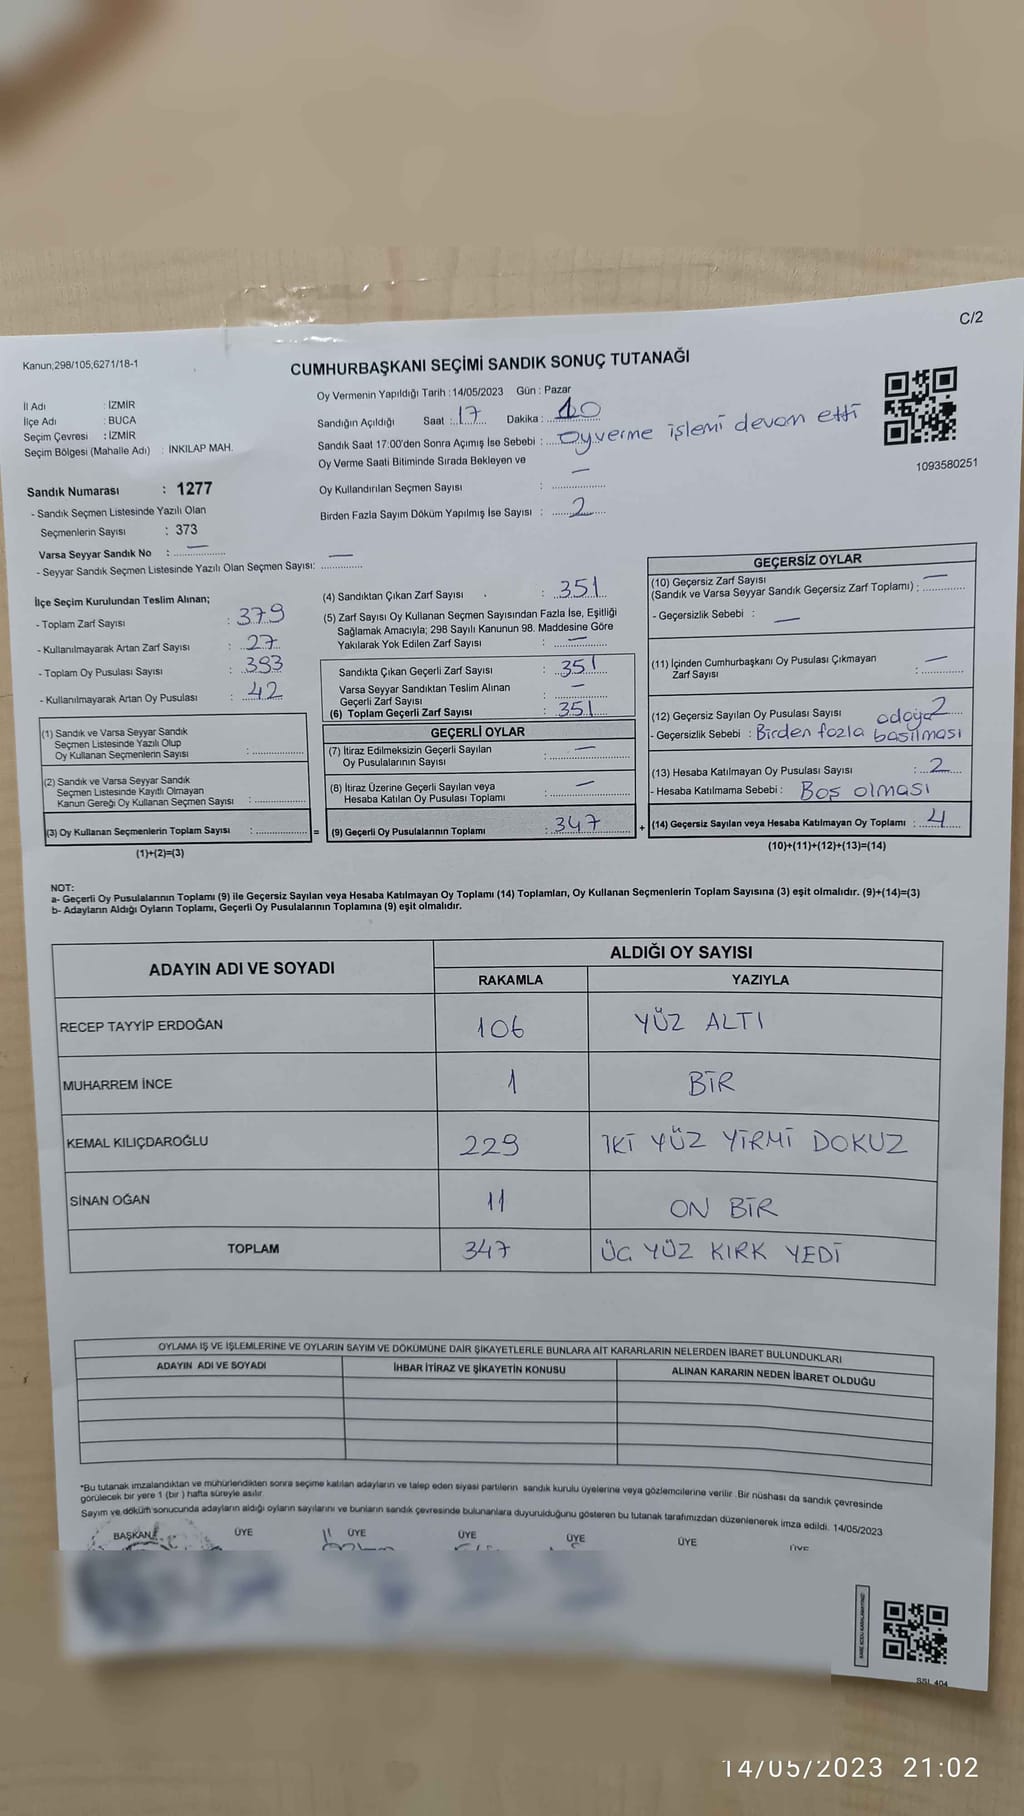 C/2
Kanun;298/105,6271/18-1
CUMHURBAŞKANI SEÇİMİ SANDIK SONUÇ TUTANAĞI
İl Adı : İZMİR
İlçe Adı : BUCA
Seçim Çevresi : İZMİR
Seçim Bölgesi (Mahalle Adı) : İNKILAP MAH.
Oy Vermenin Yapıldığı Tarih : 14/05/2023 Gün : Pazar
Sandığın Açıldığı Saat : 17 Dakika : 10
Sandık Saat 17:00'den Sonra Açımış İse Sebebi : Oy verme işlemi devam etti
Oy Verme Saati Bitiminde Sırada Bekleyen ve
Oy Kullandırılan Seçmen Sayısı : —
Birden Fazla Sayım Döküm Yapılmış İse Sayısı : 2
1093580251
Sandık Numarası : 1277
- Sandık Seçmen Listesinde Yazılı Olan
Seçmenlerin Sayısı : 373
Varsa Seyyar Sandık No : —
- Seyyar Sandık Seçmen Listesinde Yazılı Olan Seçmen Sayısı: —
İlçe Seçim Kurulundan Teslim Alınan;
- Toplam Zarf Sayısı : 379
- Kullanılmayarak Artan Zarf Sayısı : 27
- Toplam Oy Pusulası Sayısı : 393
- Kullanılmayarak Artan Oy Pusulası : 42
(1) Sandık ve Varsa Seyyar Sandık
Seçmen Listesinde Yazılı Olup
Oy Kullanan Seçmenlerin Sayısı :
(2) Sandık ve Varsa Seyyar Sandık
Seçmen Listesinde Kayıtlı Olmayan
Kanun Gereği Oy Kullanan Seçmen Sayısı :
(3) Oy Kullanan Seçmenlerin Toplam Sayısı :
(1)+(2)=(3)
(4) Sandıktan Çıkan Zarf Sayısı : 351
(5) Zarf Sayısı Oy Kullanan Seçmen Sayısından Fazla İse, Eşitliği
Sağlamak Amacıyla; 298 Sayılı Kanunun 98. Maddesine Göre
Yakılarak Yok Edilen Zarf Sayısı : —
Sandıkta Çıkan Geçerli Zarf Sayısı : 351
Varsa Seyyar Sandıktan Teslim Alınan
Geçerli Zarf Sayısı : —
(6) Toplam Geçerli Zarf Sayısı : 351
GEÇERLİ OYLAR
(7) İtiraz Edilmeksizin Geçerli Sayılan
Oy Pusulalarının Sayısı : —
(8) İtiraz Üzerine Geçerli Sayılan veya
Hesaba Katılan Oy Pusulası Toplamı : —
= (9) Geçerli Oy Pusulalarının Toplamı : 347
GEÇERSİZ OYLAR
(10) Geçersiz Zarf Sayısı
(Sandık ve Varsa Seyyar Sandık Geçersiz Zarf Toplamı) : —
- Geçersizlik Sebebi : —
(11) İçinden Cumhurbaşkanı Oy Pusulası Çıkmayan
Zarf Sayısı : —
(12) Geçersiz Sayılan Oy Pusulası Sayısı : 2
- Geçersizlik Sebebi : Birden fazla adaya basılması
(13) Hesaba Katılmayan Oy Pusulası Sayısı : 2
- Hesaba Katılmama Sebebi : Boş olması
+ (14) Geçersiz Sayılan veya Hesaba Katılmayan Oy Toplamı : 4
(10)+(11)+(12)+(13)=(14)
NOT:
a- Geçerli Oy Pusulalarının Toplamı (9) ile Geçersiz Sayılan veya Hesaba Katılmayan Oy Toplamı (14) Toplamları, Oy Kullanan Seçmenlerin Toplam Sayısına (3) eşit olmalıdır. (9)+(14)=(3)
b- Adayların Aldığı Oyların Toplamı, Geçerli Oy Pusulalarının Toplamına (9) eşit olmalıdır.
ADAYIN ADI VE SOYADI ALDIĞI OY SAYISI
RAKAMLA YAZIYLA
RECEP TAYYİP ERDOĞAN 106 YÜZ ALTI
MUHARREM İNCE 1 BİR
KEMAL KILIÇDAROĞLU 229 İKİ YÜZ YİRMİ DOKUZ
SİNAN OĞAN 11 ON BİR
TOPLAM 347 ÜÇ YÜZ KIRK YEDİ
OYLAMA İŞ VE İŞLEMLERİNE VE OYLARIN SAYIM VE DÖKÜMÜNE DAİR ŞİKAYETLERLE BUNLARA AİT KARARLARIN NELERDEN İBARET BULUNDUKLARI
ADAYIN ADI VE SOYADI İHBAR İTİRAZ VE ŞİKAYETİN KONUSU ALINAN KARARIN NEDEN İBARET OLDUĞU
*Bu tutanak imzalandıktan ve mühürlendikten sonra seçime katılan adayların ve talep eden siyasi partilerin sandık kurulu üyelerine veya gözlemcilerine verilir .Bir nüshası da sandık çevresinde
görülecek bir yere 1 (bir ) hafta süreyle asılır.
Sayım ve döküm sonucunda adayların aldığı oyların sayılarını ve bunların sandık çevresinde bulunanlara duyurulduğunu gösteren bu tutanak tarafımızdan düzenlenerek imza edildi. 14/05/2023
BAŞKAN ÜYE ÜYE ÜYE ÜYE ÜYE ÜYE
SSL 404
14/05/2023 21:02